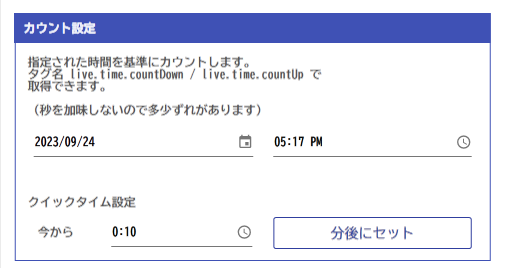 カウント設定
指定された時間を基準にカウントします。
タグ名 live.time.countDown / live.time.countUp で
取得できます。
（秒を加味しないので多少ずれがあります）
2023/09/24 05:17 PM
クイックタイム設定
今から 0:10 分後にセット